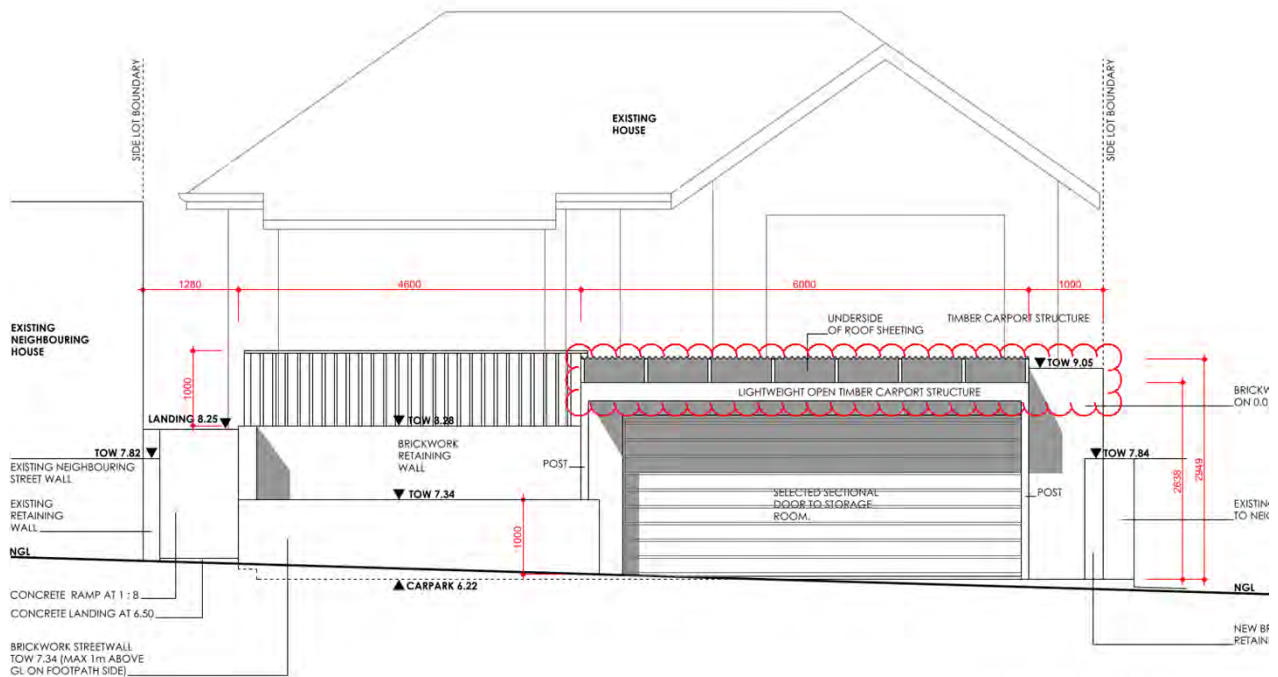 SIDE LOT BOUNDARY
SIDE LOT BOUNDARY
EXISTING
HOUSE
1280
4600
6000
1000
EXISTING
NEIGHBOURING
HOUSE
UNDERSIDE
OF ROOF SHEETING
TIMBER CARPORT STRUCTURE
1000
TOW 9.05
LIGHTWEIGHT OPEN TIMBER CARPORT STRUCTURE
BRICKW
ON 0.0
LANDING 8.25
TOW 8.28
BRICKWORK
RETAINING
WALL
TOW 7.82
EXISTING NEIGHBOURING
STREET WALL
POST
TOW 7.84
2638
2949
EXISTING
RETAINING
WALL
TOW 7.34
SELECTED SECTIONAL
DOOR TO STORAGE
ROOM.
POST
EXISTING
TO NEIG
1000
NGL
CARPARK 6.22
NGL
CONCRETE RAMP AT 1 : 8
CONCRETE LANDING AT 6.50
NEW BR
RETAIN
BRICKWORK STREETWALL
TOW 7.34 (MAX 1m ABOVE
GL ON FOOTPATH SIDE)